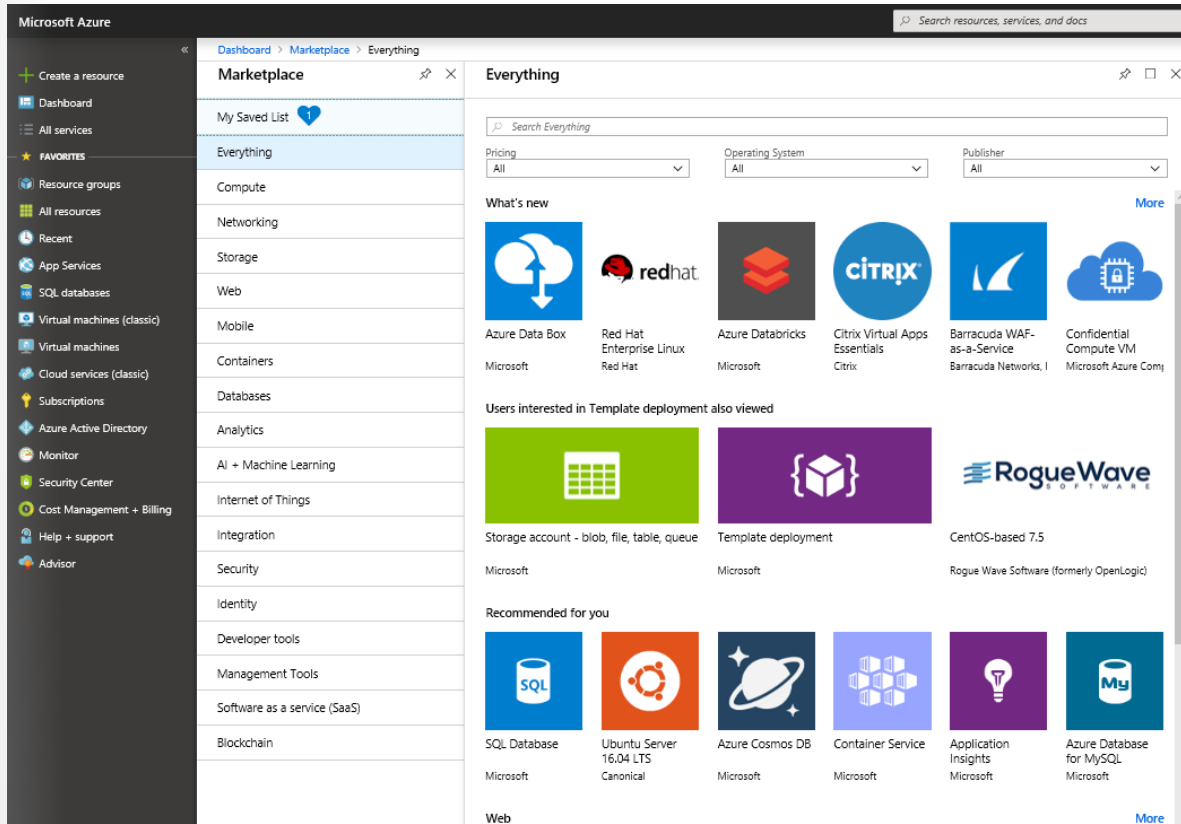 Microsoft Azure
Search resources, services, and docs
«
Create a resource
Dashboard
All services
FAVORITES
Resource groups
All resources
Recent
App Services
SQL databases
Virtual machines (classic)
Virtual machines
Cloud services (classic)
Subscriptions
Azure Active Directory
Monitor
Security Center
Cost Management + Billing
Help + support
Advisor
Dashboard > Marketplace > Everything
Marketplace
My Saved List 1
Everything
Compute
Networking
Storage
Web
Mobile
Containers
Databases
Analytics
AI + Machine Learning
Internet of Things
Integration
Security
Identity
Developer tools
Management Tools
Software as a service (SaaS)
Blockchain
Everything
Search Everything
Pricing
All
Operating System
All
Publisher
All
What's new
More
redhat.
CITRIX
Azure Data Box
Microsoft
Red Hat
Enterprise Linux
Red Hat
Azure Databricks
Microsoft
Citrix Virtual Apps
Essentials
Citrix
Barracuda WAF-
as-a-Service
Barracuda Networks, I
Confidential
Compute VM
Microsoft Azure Comp
Users interested in Template deployment also viewed
RogueWave
SOFTWARE
Storage account - blob, file, table, queue
Microsoft
Template deployment
Microsoft
CentOS-based 7.5
Rogue Wave Software (formerly OpenLogic)
Recommended for you
SQL
My
SQL Database
Microsoft
Ubuntu Server
16.04 LTS
Canonical
Azure Cosmos DB
Microsoft
Container Service
Microsoft
Application
Insights
Microsoft
Azure Database
for MySQL
Microsoft
Web
More